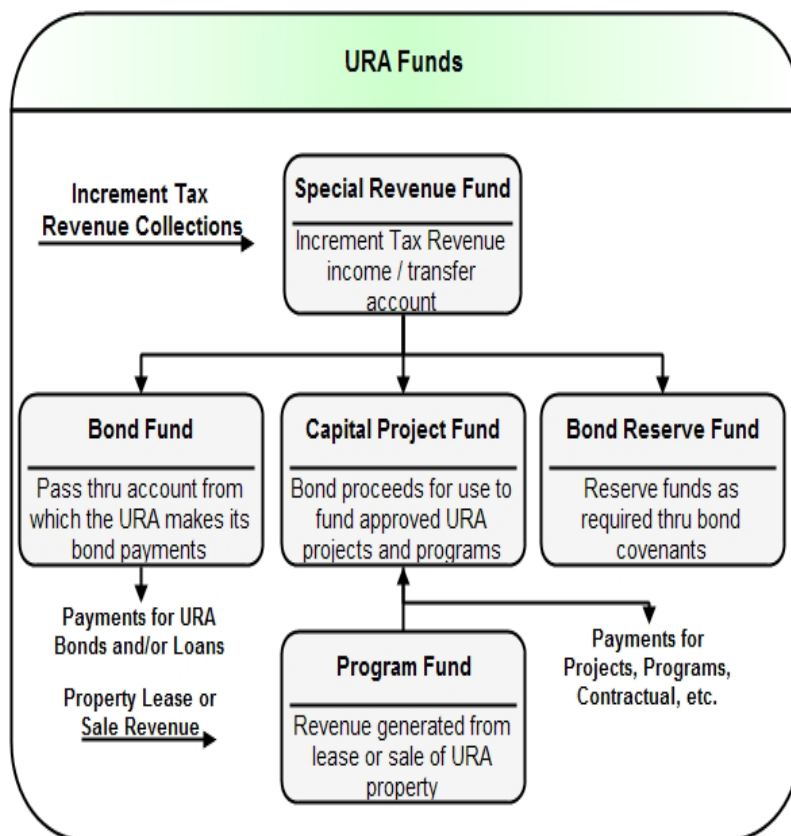 URA Funds
Increment Tax
Revenue Collections
Special Revenue Fund
Increment Tax Revenue
income / transfer
account
Bond Fund
Pass thru account from
which the URA makes its
bond payments
Capital Project Fund
Bond proceeds for use to
fund approved URA
projects and programs
Bond Reserve Fund
Reserve funds as
required thru bond
covenants
Payments for URA
Bonds and/or Loans
Payments for
Projects, Programs,
Contractual, etc.
Property Lease or
Sale Revenue
Program Fund
Revenue generated from
lease or sale of URA
property